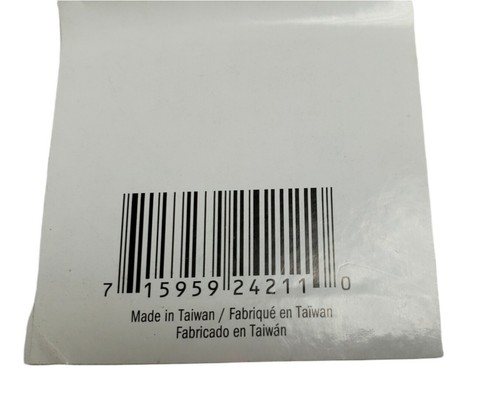 7 15959 24211 0
Made in Taiwan / Fabriqué en Taïwan
Fabricado en Taiwán